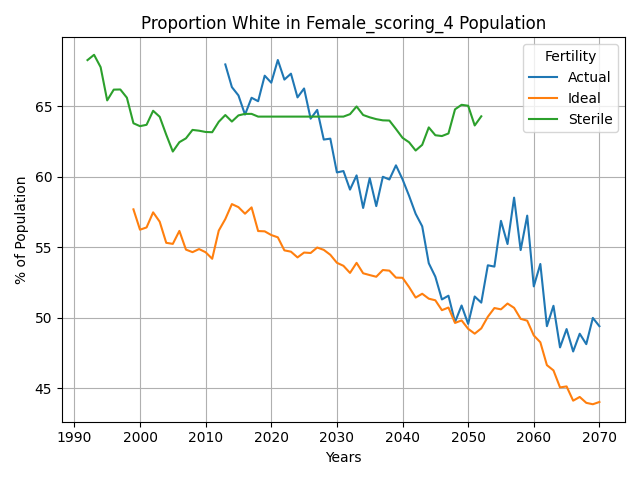 Proportion White in Female_scoring_4 Population
Fertility
Actual
Ideal
Sterile
% of Population
65
60
55
50
45
1990
2000
2010
2020
2030
2040
2050
2060
2070
Years